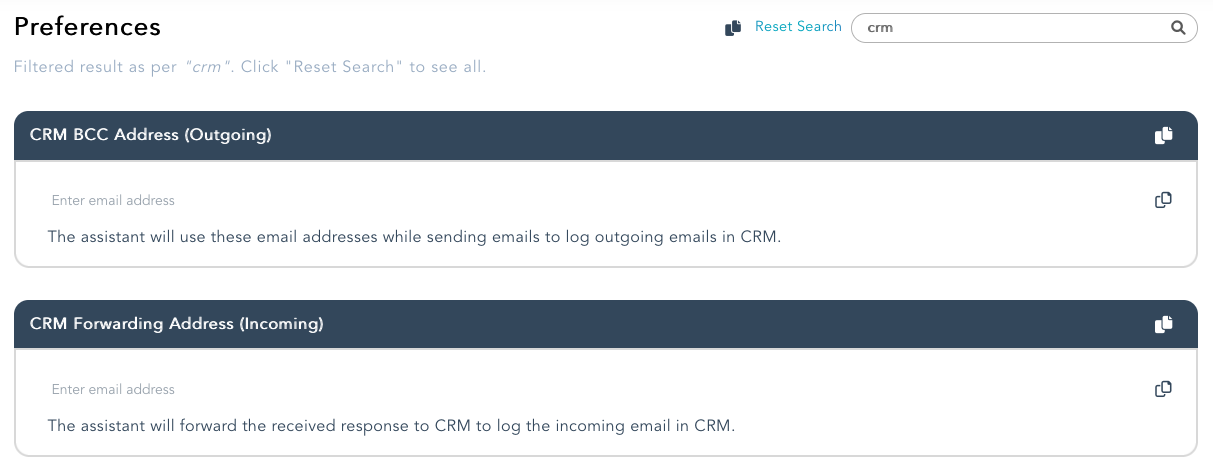 Preferences
Reset Search
crm
Filtered result as per "crm". Click "Reset Search" to see all.
CRM BCC Address (Outgoing)
Enter email address
The assistant will use these email addresses while sending emails to log outgoing emails in CRM.
CRM Forwarding Address (Incoming)
Enter email address
The assistant will forward the received response to CRM to log the incoming email in CRM.